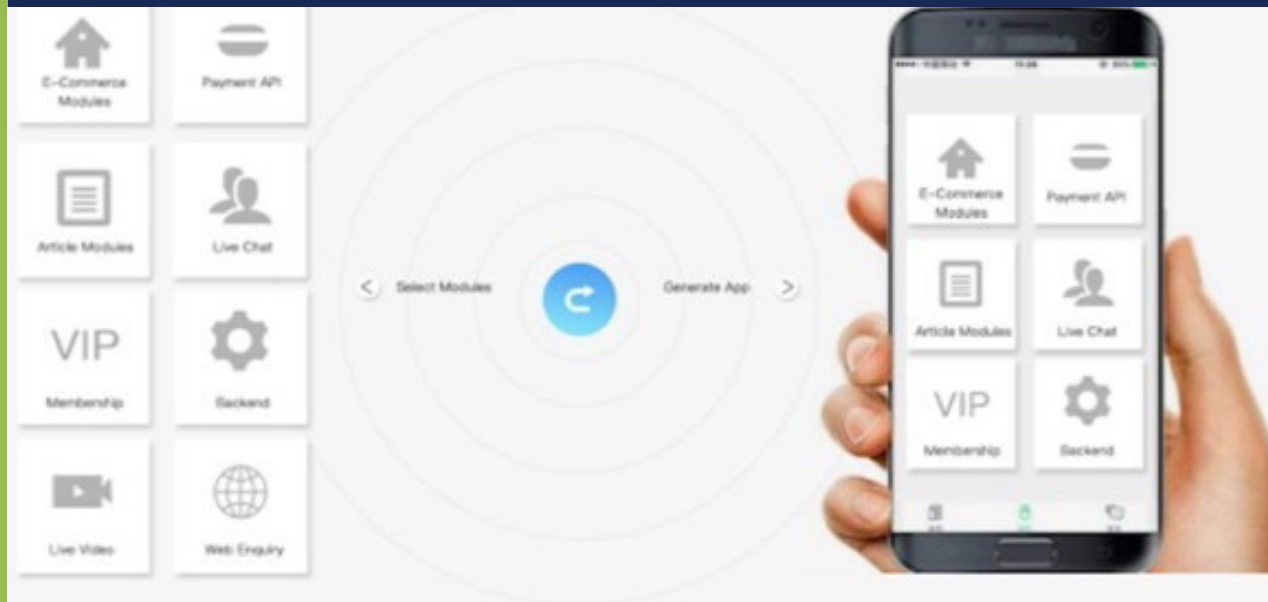 E-Commerce
Modules
Payment API
Article Modules
Live Chat
VIP
Membership
Backend
Live Video
Web Enquiry
Select Modules
Generate App
E-Commerce
Modules
Payment API
Article Modules
Live Chat
VIP
Membership
Backend